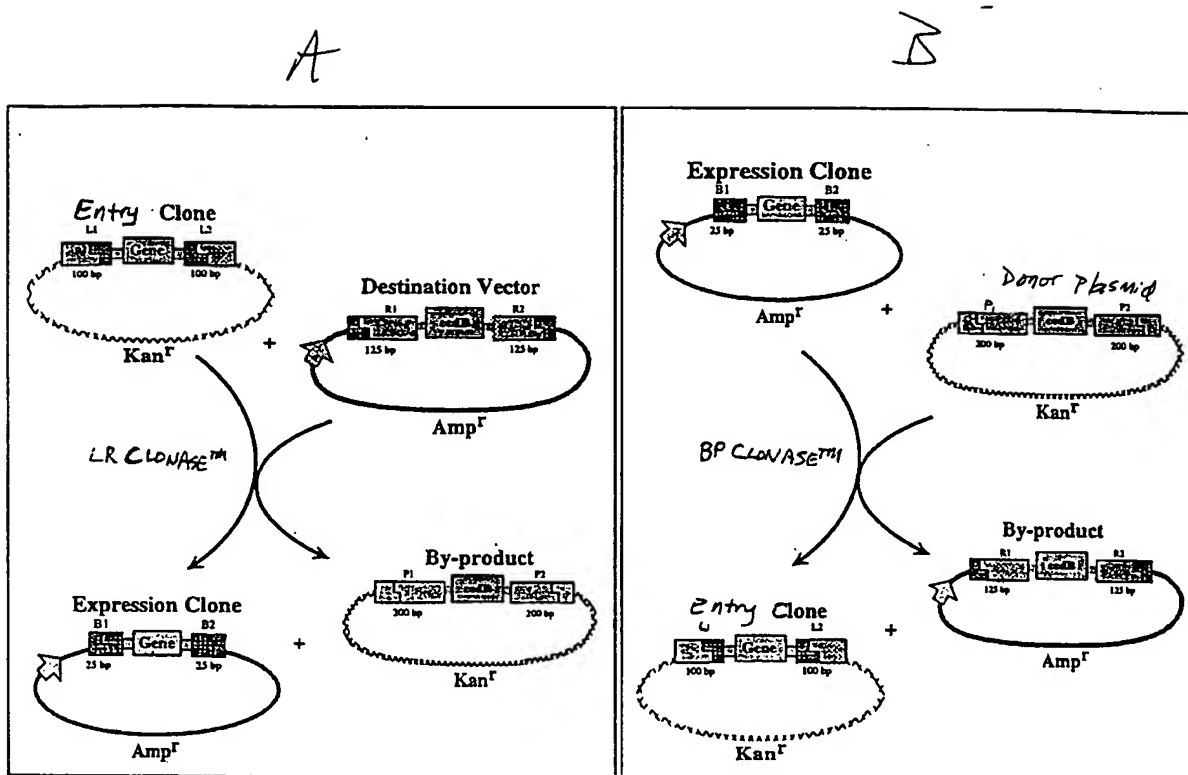 A
B
Entry Clone
L1
L2
Gene
100 bp
100 bp
Kanr
+
Destination Vector
R1
R2
ccdB
125 bp
125 bp
Ampr
LR CLONASE™
By-product
P1
P2
ccdB
200 bp
200 bp
Kanr
Expression Clone
B1
B2
Gene
25 bp
25 bp
+
Ampr
Expression Clone
B1
B2
Gene
25 bp
25 bp
Ampr
+
Donor plasmid
P1
P2
ccdB
200 bp
200 bp
Kanr
BP CLONASE™
By-product
R1
R2
ccdB
125 bp
125 bp
Ampr
Entry Clone
L2
Gene
100 bp
100 bp
+
Kanr